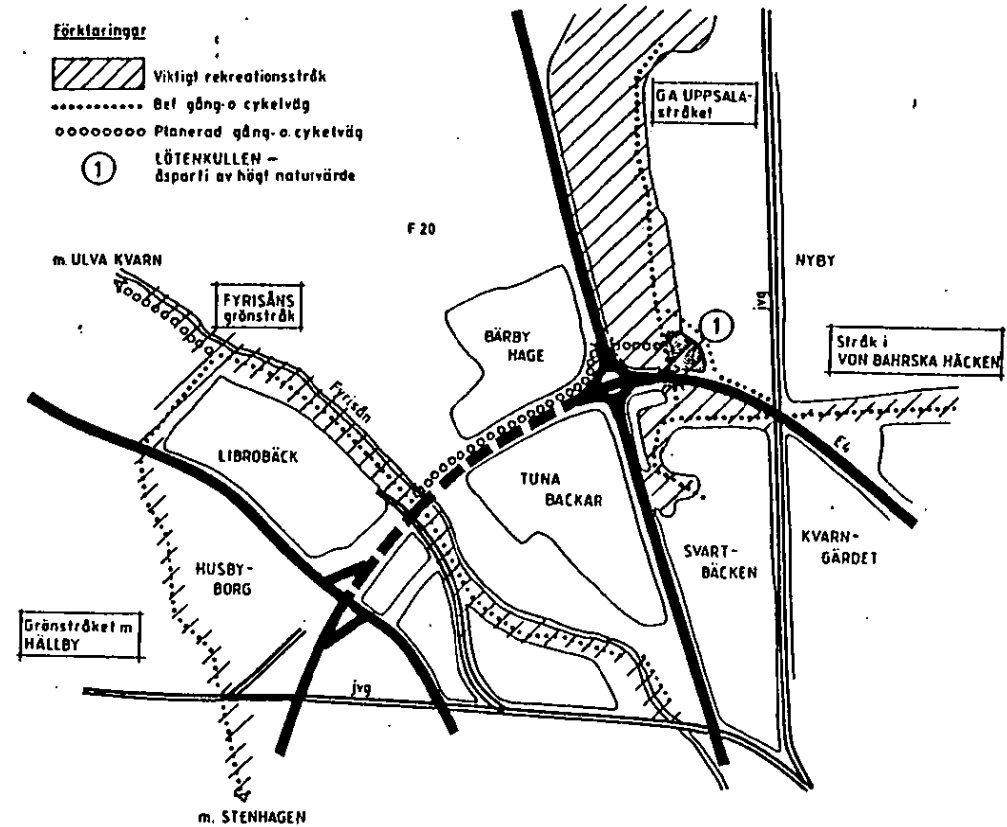 Förklaringar
Viktigt rekreationsstråk
Bef gång-o cykelväg
Planerad gång-o.cykelväg
1
LÖTENKULLEN –
åsparti av högt naturvärde
GA UPPSALA-
stråket
F 20
m. ULVA KVARN
FYRISÅNS
grönstråk
NYBY
jvg
BÄRBY
HAGE
1
Stråk i
VON BAHRSKA HÄCKEN
Fyrisån
LIBROBÄCK
E4
TUNA
BACKAR
SVART-
BÄCKEN
KVARN-
GÄRDET
HUSBY-
BORG
Grönstråket m
HÄLLBY
jvg
m. STENHAGEN